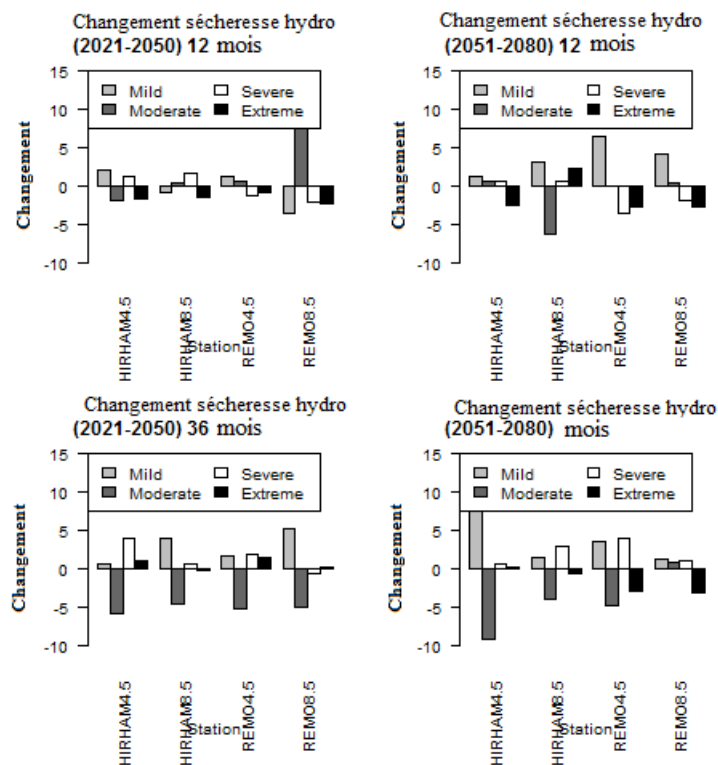 Changement sécheresse hydro
(2021-2050) 12 mois
15
10
5
0
-5
-10
Changement
Mild
Moderate
Severe
Extreme
HIRHAM4.5
HIRHAM8.5
REMO4.5
REMO8.5
Station
Changement sécheresse hydro
(2051-2080) 12 mois
15
10
5
0
-5
-10
Changement
Mild
Moderate
Severe
Extreme
HIRHAM4.5
HIRHAM8.5
REMO4.5
REMO8.5
Station
Changement sécheresse hydro
(2021-2050) 36 mois
15
10
5
0
-5
-10
Changement
Mild
Moderate
Severe
Extreme
HIRHAM4.5
HIRHAM8.5
REMO4.5
REMO8.5
Station
Changement sécheresse hydro
(2051-2080) mois
15
10
5
0
-5
-10
Changement
Mild
Moderate
Severe
Extreme
HIRHAM4.5
HIRHAM8.5
REMO4.5
REMO8.5
Station